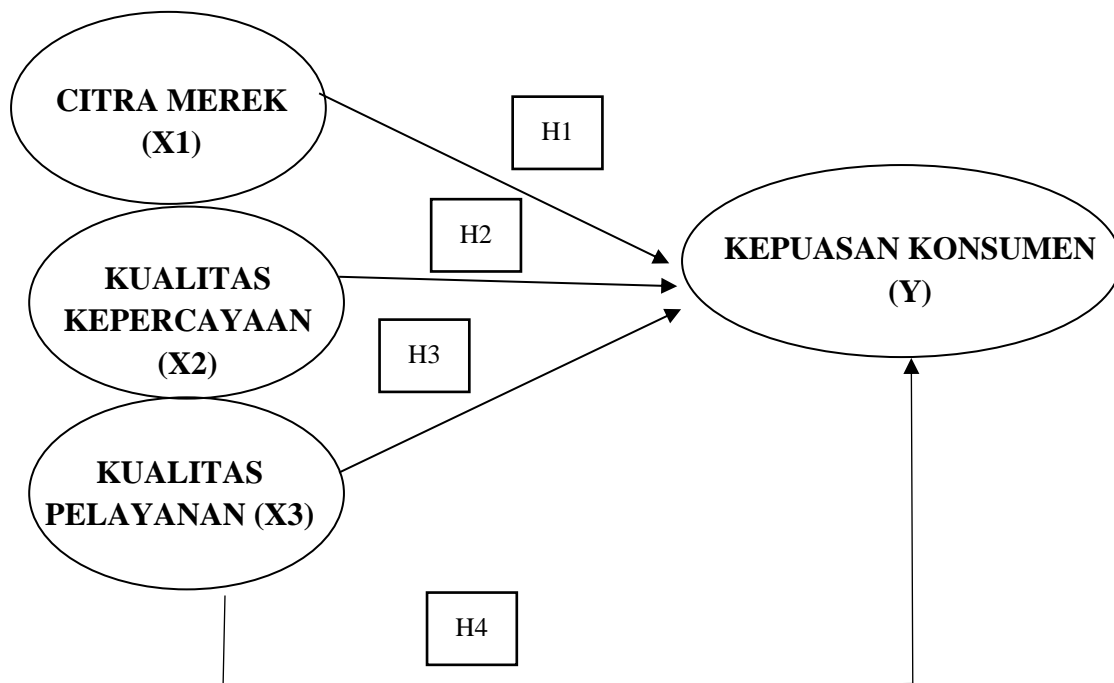 CITRA MEREK
(X1)
H1
H2
KUALITAS
KEPERCAYAAN
(X2)
KEPUASAN KONSUMEN
(Y)
H3
KUALITAS
PELAYANAN (X3)
H4